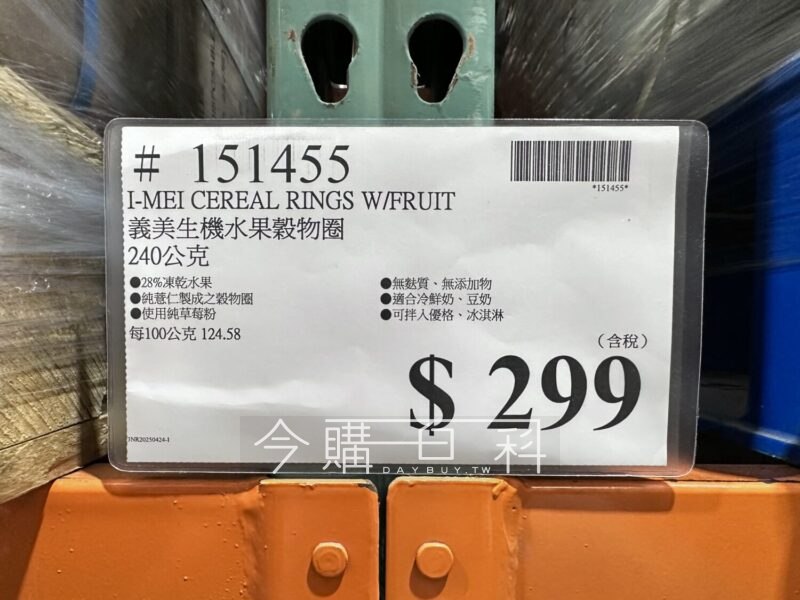 # 151455
*151455*
I-MEI CEREAL RINGS W/FRUIT
義美生機水果穀物圈
240公克
●28%凍乾水果
●純薏仁製成之穀物圈
●使用純草莓粉
●無麩質、無添加物
●適合冷鮮奶、豆奶
●可拌入優格、冰淇淋
每100公克 124.58
(含稅)
$ 299
JNR20250424-1
今購百科
DAYBUY.TW